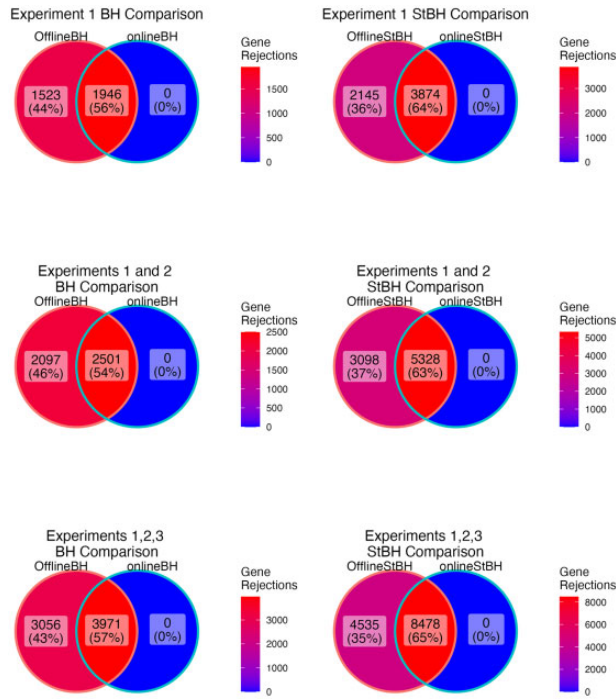 Experiment 1 BH Comparison
OfflineBH onlineBH
1523 1946 0
(44%) (56%) (0%)
Gene
Rejections
1500
1000
500
0
Experiment 1 StBH Comparison
OfflineStBH onlineStBH
2145 3874 0
(36%) (64%) (0%)
Gene
Rejections
3000
2000
1000
0
Experiments 1 and 2
BH Comparison
OfflineBH onlineBH
2097 2501 0
(46%) (54%) (0%)
Gene
Rejections
2500
2000
1500
1000
500
0
Experiments 1 and 2
StBH Comparison
OfflineStBH onlineStBH
3098 5328 0
(37%) (63%) (0%)
Gene
Rejections
5000
4000
3000
2000
1000
0
Experiments 1,2,3
BH Comparison
OfflineBH onlineBH
3056 3971 0
(43%) (57%) (0%)
Gene
Rejections
3000
2000
1000
0
Experiments 1,2,3
StBH Comparison
OfflineStBH onlineStBH
4535 8478 0
(35%) (65%) (0%)
Gene
Rejections
8000
6000
4000
2000
0